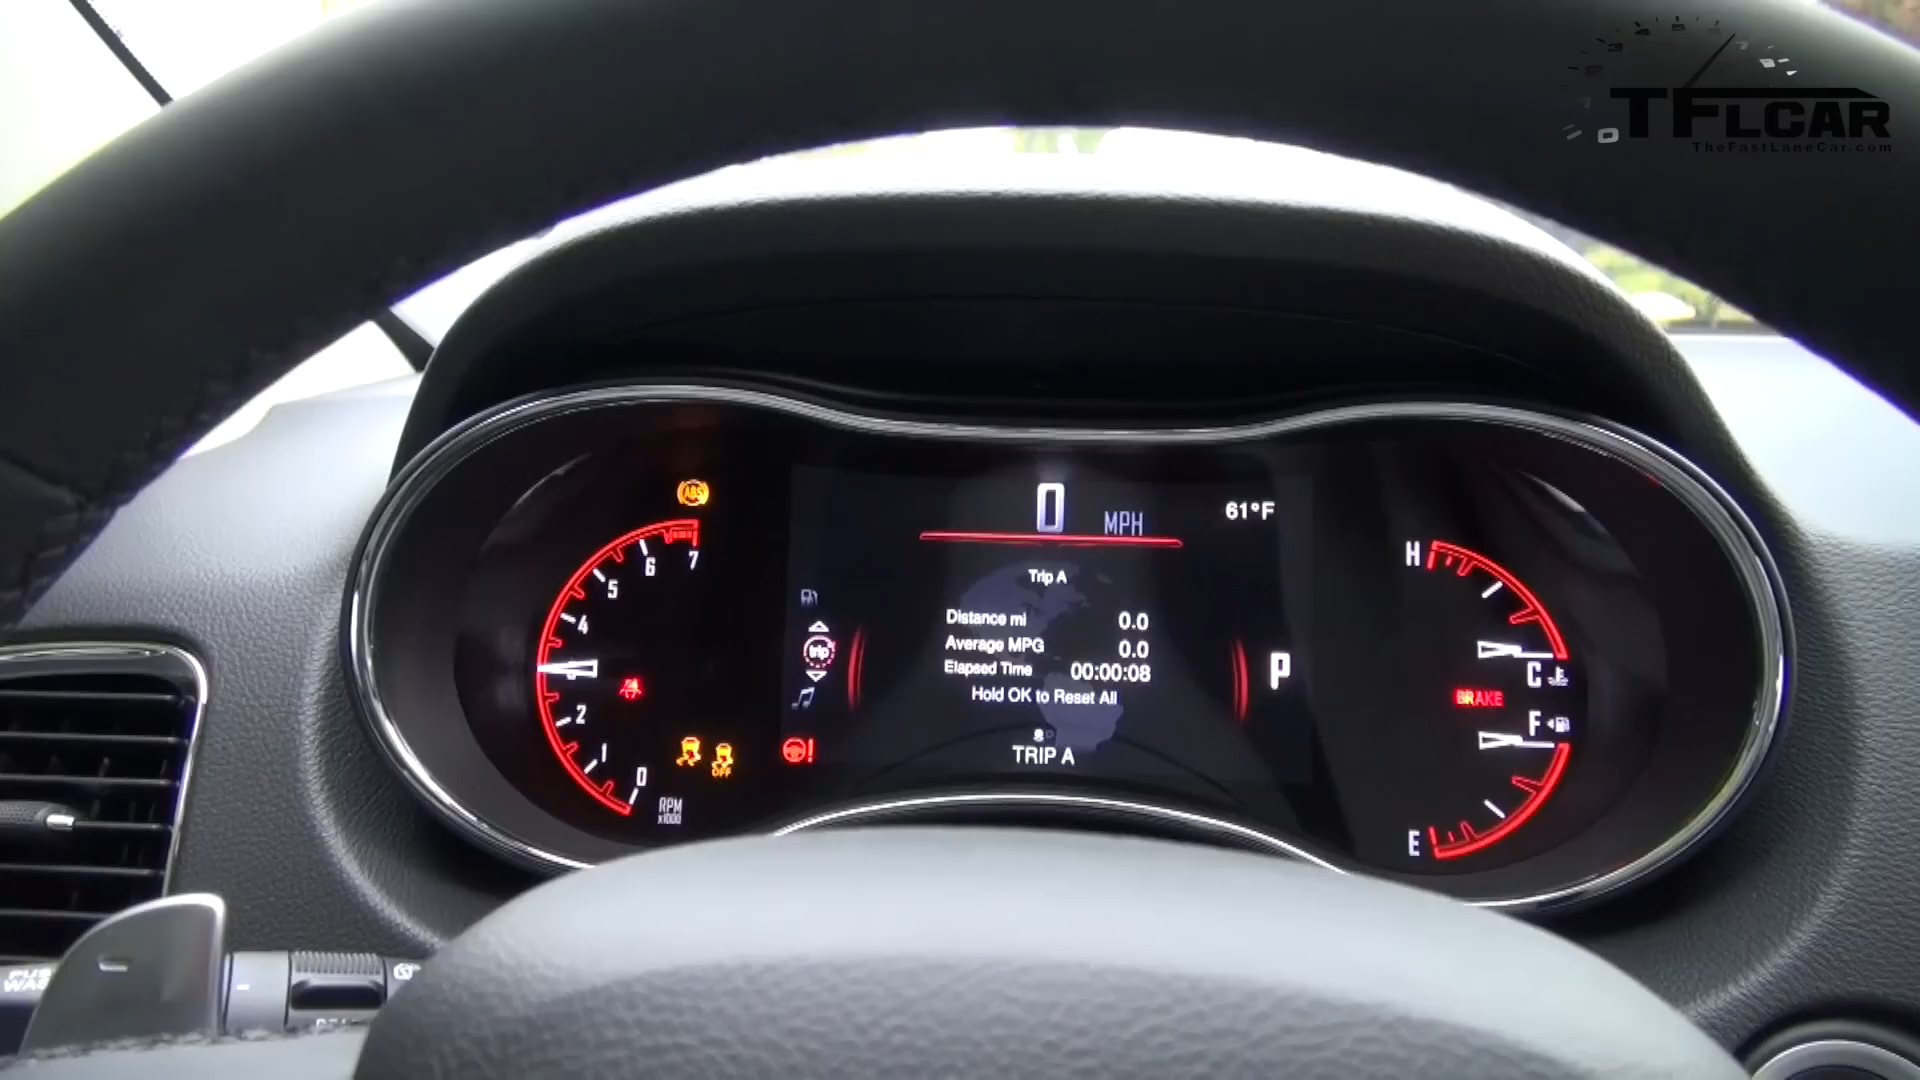 TFLCAR
TheFastLaneCar.com
0
MPH
61°F
ABS
7
6
5
4
2
1
0
RPM
x1000
OFF
trip
Trip A
Distance mi 0.0
Average MPG 0.0
Elapsed Time 00:00:08
Hold OK to Reset All
TRIP A
P
H
C
BRAKE
F
E
PUSH